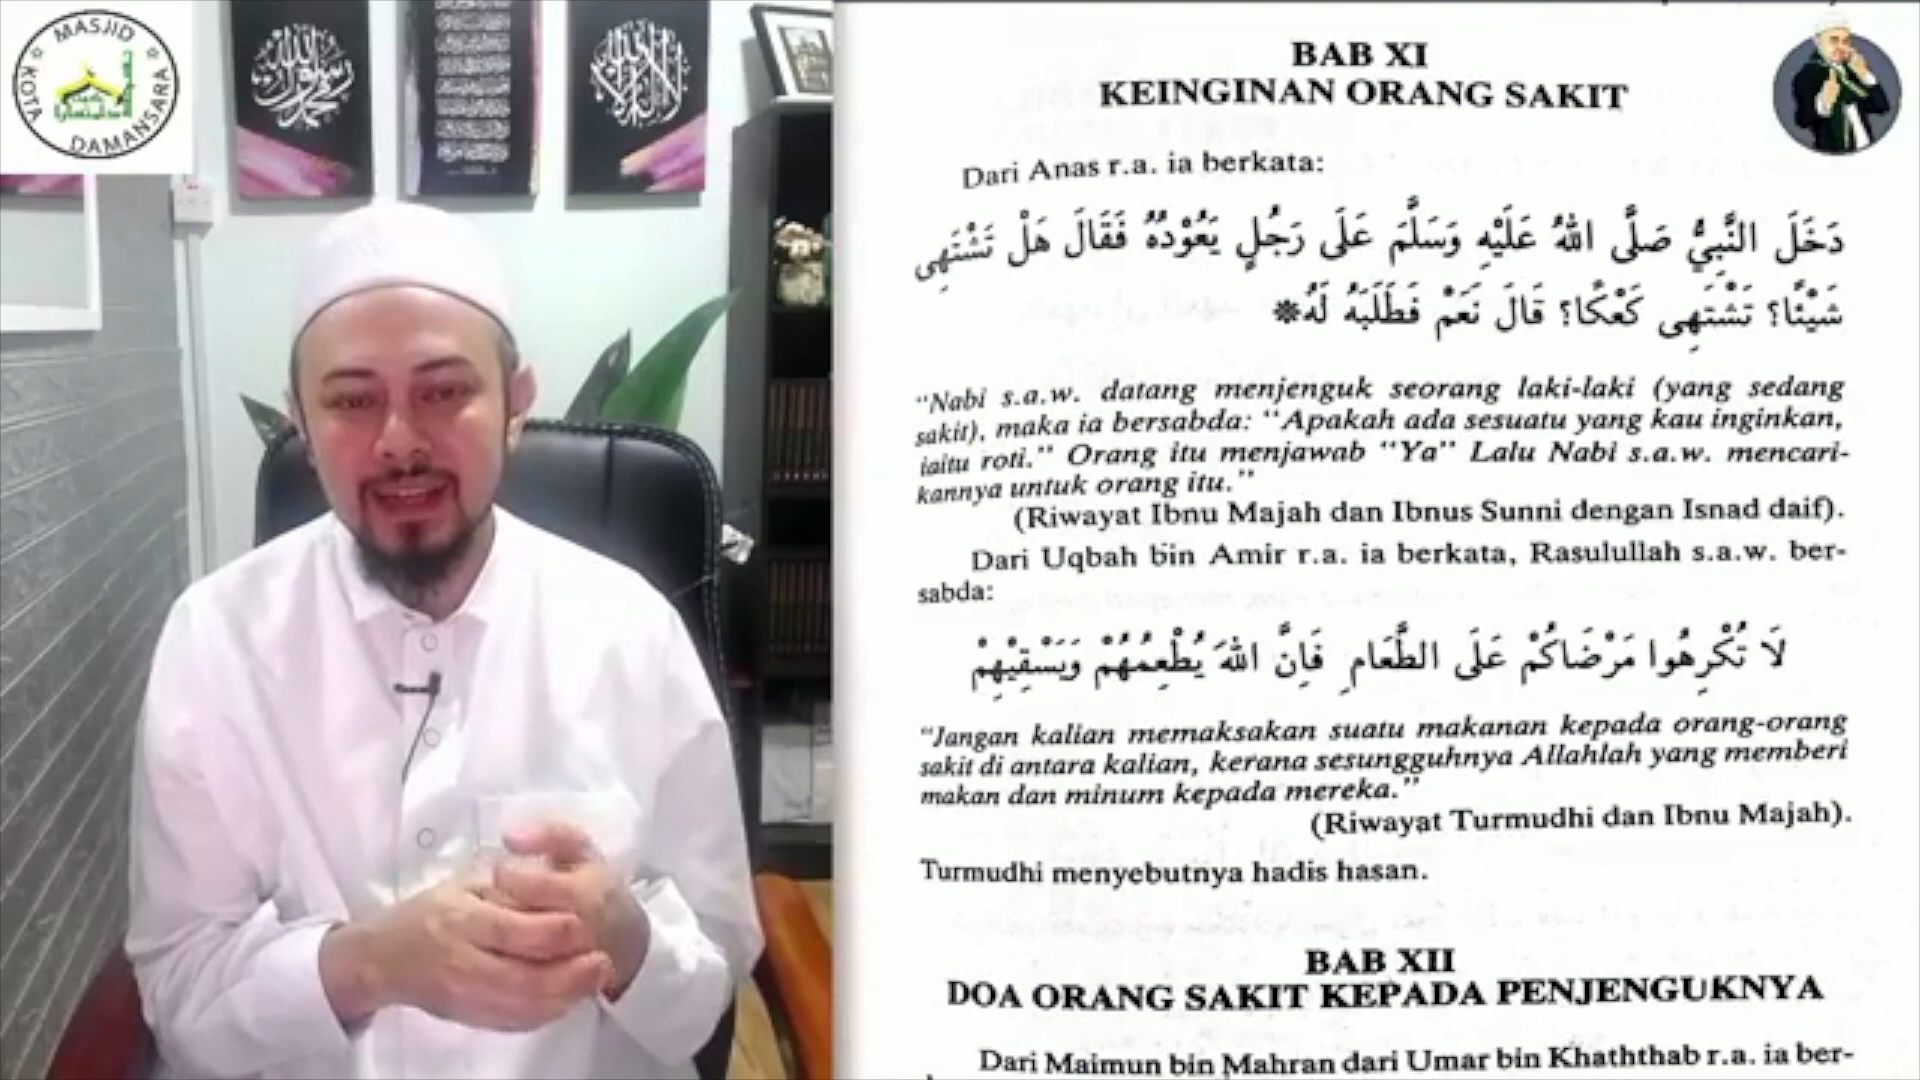 MASJID
KOTA DAMANSARA
BAB XI
KEINGINAN ORANG SAKIT
Dari Anas r.a. ia berkata:
دَخَلَ النَّبِيُّ صَلَّى اللهُ عَلَيْهِ وَسَلَّمَ عَلَى رَجُلٍ يَعُوْدُهُ فَقَالَ هَلْ تَشْتَهِى
شَيْئًا؟ تَشْتَهِى كَعْكًا؟ قَالَ نَعَمْ فَطَلَبَهُ لَهُ*
"Nabi s.a.w. datang menjenguk seorang laki-laki (yang sedang
sakit), maka ia bersabda: "Apakah ada sesuatu yang kau inginkan,
iaitu roti." Orang itu menjawab "Ya" Lalu Nabi s.a.w. mencari-
kannya untuk orang itu."
(Riwayat Ibnu Majah dan Ibnus Sunni dengan Isnad daif).
Dari Uqbah bin Amir r.a. ia berkata, Rasulullah s.a.w. ber-
sabda:
لَا تُكْرِهُوا مَرْضَاكُمْ عَلَى الطَّعَامِ فَاِنَّ اللهَ يُطْعِمُهُمْ وَيَسْقِيْهِمْ
"Jangan kalian memaksakan suatu makanan kepada orang-orang
sakit di antara kalian, kerana sesungguhnya Allahlah yang memberi
makan dan minum kepada mereka."
(Riwayat Turmudhi dan Ibnu Majah).
Turmudhi menyebutnya hadis hasan.
BAB XII
DOA ORANG SAKIT KEPADA PENJENGUKNYA
Dari Maimun bin Mahran dari Umar bin Khaththab r.a. ia ber-